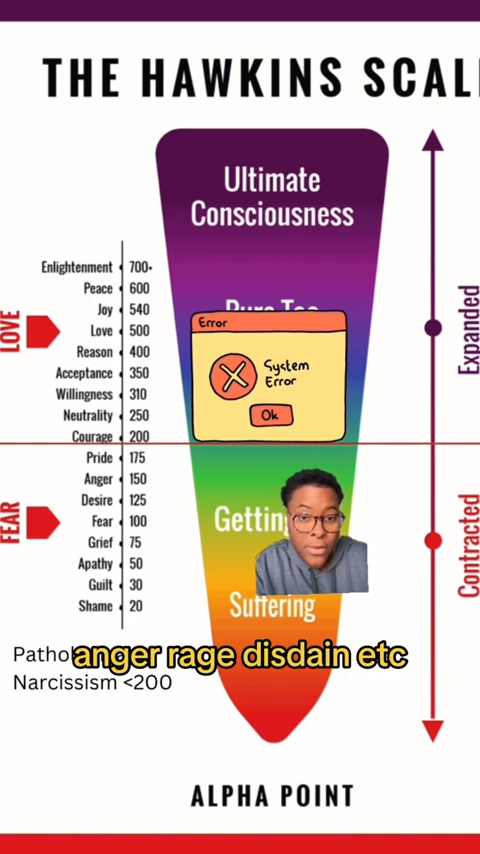 THE HAWKINS SCAL
Ultimate
Consciousness
Enlightenment 700+
Peace 600
Joy 540
Love 500
Reason 400
Acceptance 350
Willingness 310
Neutrality 250
Courage 200
Pride 175
Anger 150
Desire 125
Fear 100
Grief 75
Apathy 50
Guilt 30
Shame 20
LOVE
FEAR
Error
System
Error
Ok
Getting
Suffering
Expanded
Contracted
anger rage disdain etc
Narcissism <200
ALPHA POINT